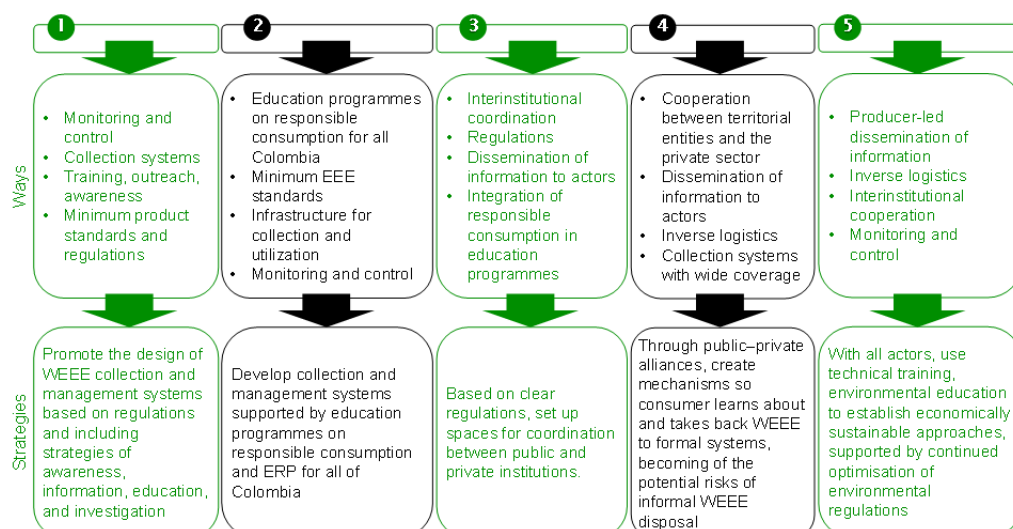 1
2
3
4
5
Ways
• Monitoring and
control
• Collection systems
• Training, outreach,
awareness
• Minimum product
standards and
regulations
• Education programmes
on responsible
consumption for all
Colombia
• Minimum EEE
standards
• Infrastructure for
collection and
utilization
• Monitoring and control
• Interinstitutional
coordination
• Regulations
• Dissemination of
information to actors
• Integration of
responsible
consumption in
education
programmes
• Cooperation
between territorial
entities and the
private sector
• Dissemination of
information to
actors
• Inverse logistics
• Collection systems
with wide coverage
• Producer-led
dissemination of
information
• Inverse logistics
• Interinstitutional
cooperation
• Monitoring and
control
Strategies
Promote the design of
WEEE collection and
management systems
based on regulations
and including
strategies of
awareness,
information, education,
and investigation
Develop collection and
management systems
supported by education
programmes on
responsible consumption
and ERP for all of
Colombia
Based on clear
regulations, set up
spaces for coordination
between public and
private institutions.
Through public–private
alliances, create
mechanisms so
consumer learns about
and takes back WEEE
to formal systems,
becoming of the
potential risks of
informal WEEE
disposal
With all actors, use
technical training,
environmental education
to establish economically
sustainable approaches,
supported by continued
optimisation of
environmental
regulations